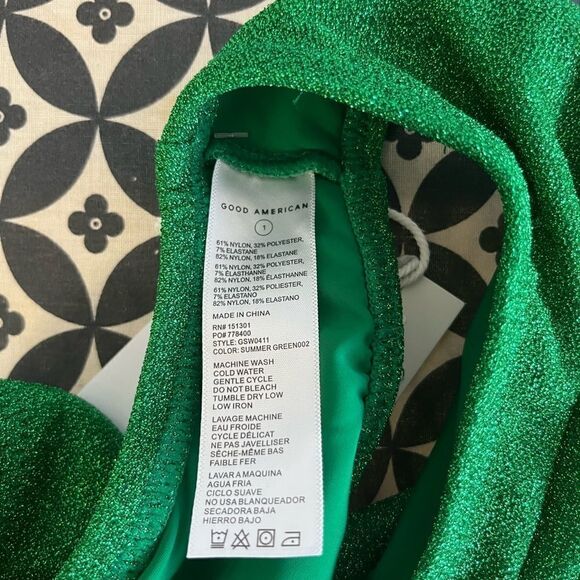 GOOD AMERICAN
1
61% NYLON, 32% POLYESTER,
7% ELASTANE
82% NYLON, 18% ELASTANE
61% NYLON, 32% POLYESTER,
7% ÉLASTHANNE
82% NYLON, 18% ÉLASTHANNE
61% NYLON, 32% POLIESTER,
7% ELASTANO
82% NYLON, 18% ELASTANO
MADE IN CHINA
RN# 151301
PO# 778400
STYLE: GSW0411
COLOR: SUMMER GREEN002
MACHINE WASH
COLD WATER
GENTLE CYCLE
DO NOT BLEACH
TUMBLE DRY LOW
LOW IRON
LAVAGE MACHINE
EAU FROIDE
CYCLE DÉLICAT
NE PAS JAVELLISER
SÈCHE-MÊME BAS
FAIBLE FER
LAVAR A MAQUINA
AGUA FRIA
CICLO SUAVE
NO USA BLANQUEADOR
SECADORA BAJA
HIERRO BAJO